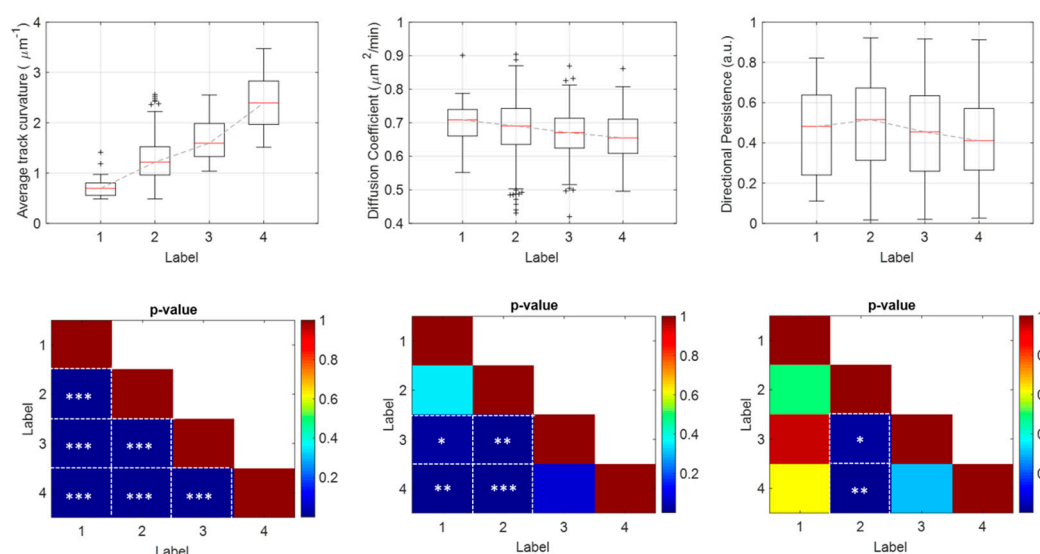 Average track curvature ( μm⁻¹)
4
3
2
1
0
1 2 3 4
Label
Diffusion Coefficient (μm²/min)
1
0.9
0.8
0.7
0.6
0.5
0.4
1 2 3 4
Label
Directional Persistence (a.u.)
1
0.8
0.6
0.4
0.2
0
1 2 3 4
Label
p-value
Label
1
2 ***
3 *** ***
4 *** *** ***
1 2 3 4
Label
1
0.8
0.6
0.4
0.2
p-value
Label
1
2
3 * **
4 ** ***
1 2 3 4
Label
1
0.8
0.6
0.4
0.2
p-value
Label
1
2
3 *
4 **
1 2 3 4
Label